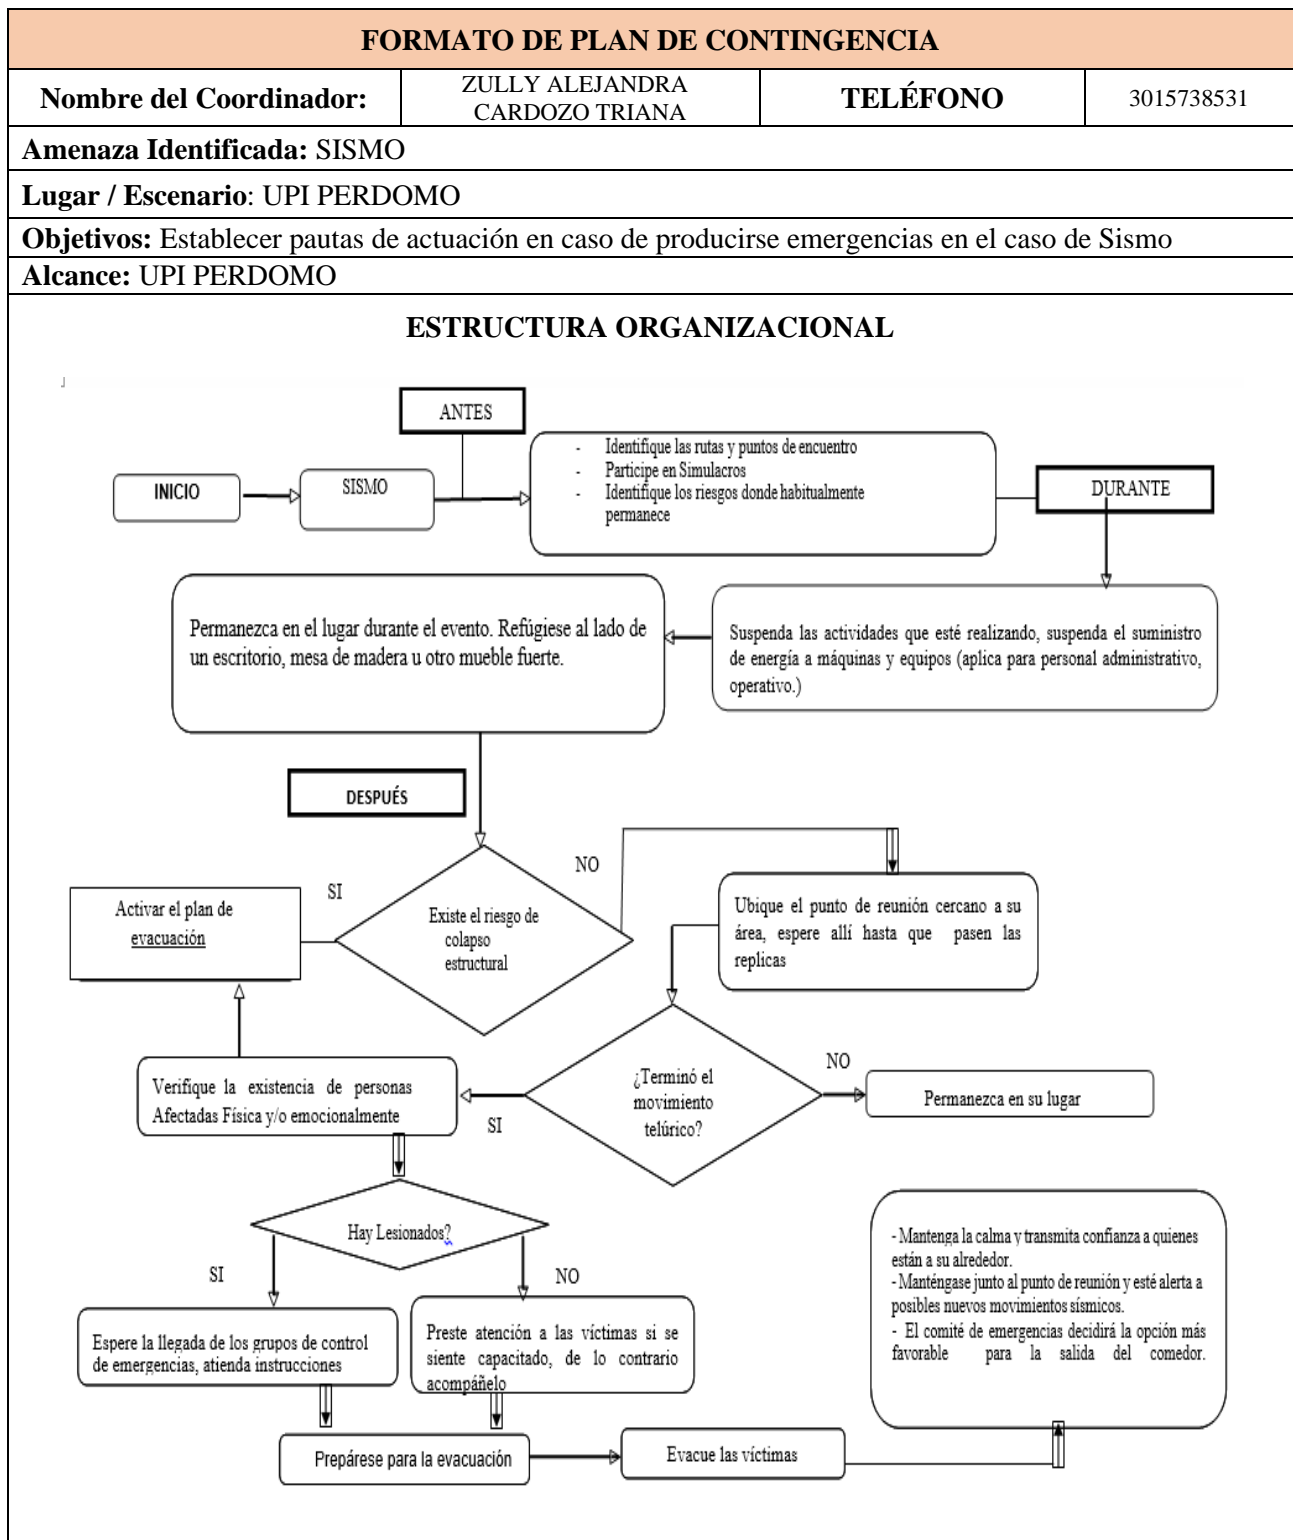 FORMATO DE PLAN DE CONTINGENCIA
Nombre del Coordinador:
ZULLY ALEJANDRA
CARDOZO TRIANA
TELÉFONO
3015738531
Amenaza Identificada: SISMO
Lugar / Escenario: UPI PERDOMO
Objetivos: Establecer pautas de actuación en caso de producirse emergencias en el caso de Sismo
Alcance: UPI PERDOMO
ESTRUCTURA ORGANIZACIONAL
ANTES
INICIO
SISMO
- Identifique las rutas y puntos de encuentro
- Participe en Simulacros
- Identifique los riesgos donde habitualmente
permanece
DURANTE
Suspenda las actividades que esté realizando, suspenda el suministro
de energía a máquinas y equipos (aplica para personal administrativo,
operativo.)
Permanezca en el lugar durante el evento. Refúgiese al lado de
un escritorio, mesa de madera u otro mueble fuerte.
DESPUÉS
Existe el riesgo de
colapso
estructural
SI
NO
Activar el plan de
evacuación
Ubique el punto de reunión cercano a su
área, espere allí hasta que pasen las
replicas
¿Terminó el
movimiento
telúrico?
NO
Permanezca en su lugar
SI
Verifique la existencia de personas
Afectadas Física y/o emocionalmente
Hay Lesionados?
SI
NO
Espere la llegada de los grupos de control
de emergencias, atienda instrucciones
Preste atención a las víctimas si se
siente capacitado, de lo contrario
acompáñelo
Prepárese para la evacuación
Evacue las víctimas
- Mantenga la calma y transmita confianza a quienes
están a su alrededor.
- Manténgase junto al punto de reunión y esté alerta a
posibles nuevos movimientos sísmicos.
- El comité de emergencias decidirá la opción más
favorable para la salida del comedor.